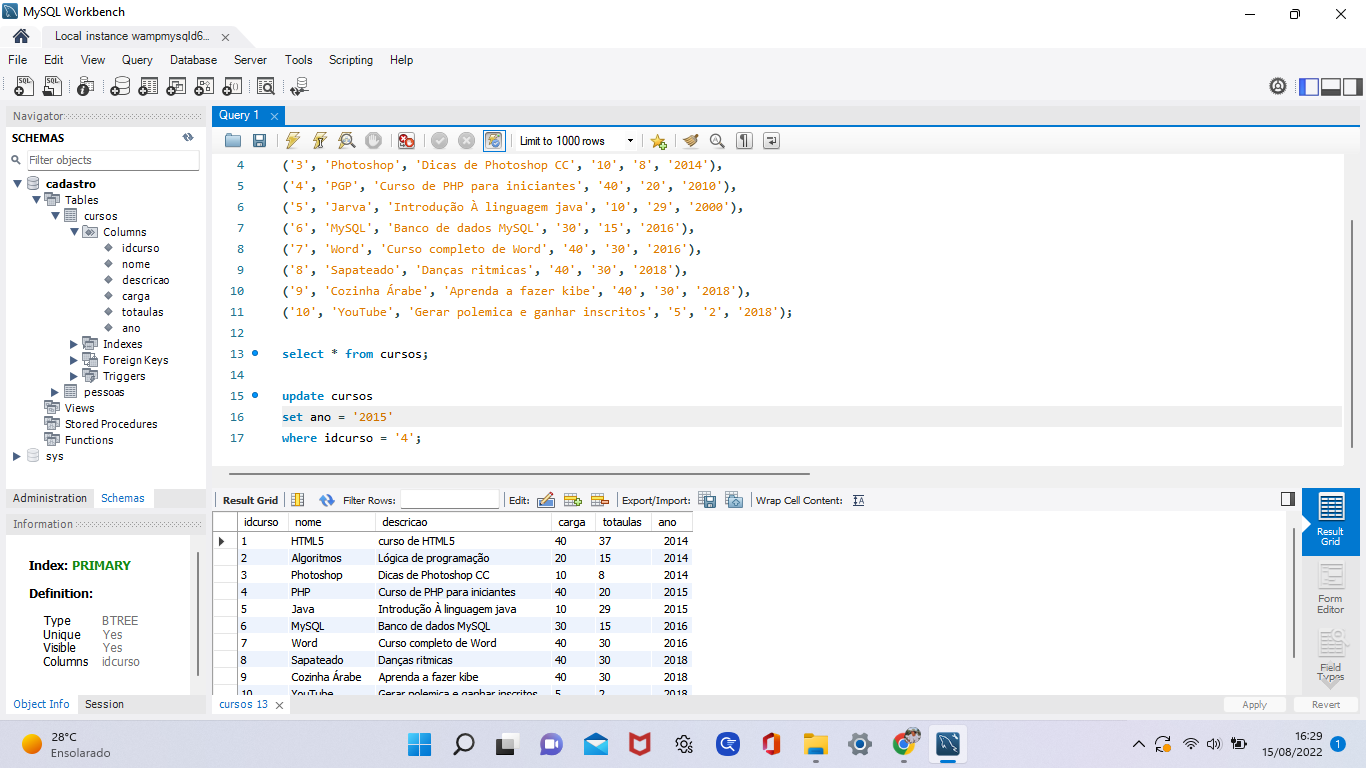 MySQL Workbench
Local instance wampmysqld6...
File Edit View Query Database Server Tools Scripting Help
Navigator
SCHEMAS
Filter objects
cadastro
Tables
cursos
Columns
idcurso
nome
descricao
carga
totaulas
ano
Indexes
Foreign Keys
Triggers
pessoas
Views
Stored Procedures
Functions
sys
Administration Schemas
Information
Index: PRIMARY
Definition:
Type BTREE
Unique Yes
Visible Yes
Columns idcurso
Object Info Session
Query 1
Limit to 1000 rows
4 ('3', 'Photoshop', 'Dicas de Photoshop CC', '10', '8', '2014'),
5 ('4', 'PGP', 'Curso de PHP para iniciantes', '40', '20', '2010'),
6 ('5', 'Jarva', 'Introdução À linguagem java', '10', '29', '2000'),
7 ('6', 'MySQL', 'Banco de dados MySQL', '30', '15', '2016'),
8 ('7', 'Word', 'Curso completo de Word', '40', '30', '2016'),
9 ('8', 'Sapateado', 'Danças ritmicas', '40', '30', '2018'),
10 ('9', 'Cozinha Árabe', 'Aprenda a fazer kibe', '40', '30', '2018'),
11 ('10', 'YouTube', 'Gerar polemica e ganhar inscritos', '5', '2', '2018');
12
13 select * from cursos;
14
15 update cursos
16 set ano = '2015'
17 where idcurso = '4';
Result Grid Filter Rows: Edit: Export/Import: Wrap Cell Content:
idcurso nome descricao carga totaulas ano
1 HTML5 curso de HTML5 40 37 2014
2 Algoritmos Lógica de programação 20 15 2014
3 Photoshop Dicas de Photoshop CC 10 8 2014
4 PHP Curso de PHP para iniciantes 40 20 2015
5 Java Introdução À linguagem java 10 29 2015
6 MySQL Banco de dados MySQL 30 15 2016
7 Word Curso completo de Word 40 30 2016
8 Sapateado Danças ritmicas 40 30 2018
9 Cozinha Árabe Aprenda a fazer kibe 40 30 2018
10 YouTube Gerar polemica e ganhar inscritos 5 2 2018
Result
Grid
Form
Editor
Field
Types
cursos 13
Apply Revert
28°C
Ensolarado
16:29
15/08/2022
1